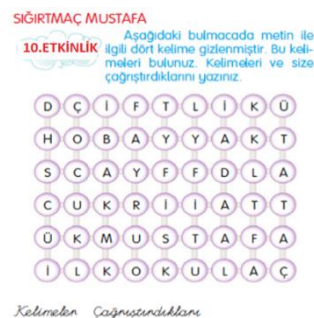 SIĞIRTMAÇ MUSTAFA
10.ETKİNLİK Aşağıdaki bulmacada metin ile
ilgili dört kelime gizlenmiştir. Bu keli-
meleri bulunuz. Kelimeleri ve size
çağrıştırdıklarını yazınız.
D Ç İ F T L İ K Ü
H O B A Y Y A K T
S C A Y F F D L A
C U K R İ İ A T T
Ü K M U S T A F A
İ L K O K U L A Ç
Kelimeler Çağrıştırdıkları